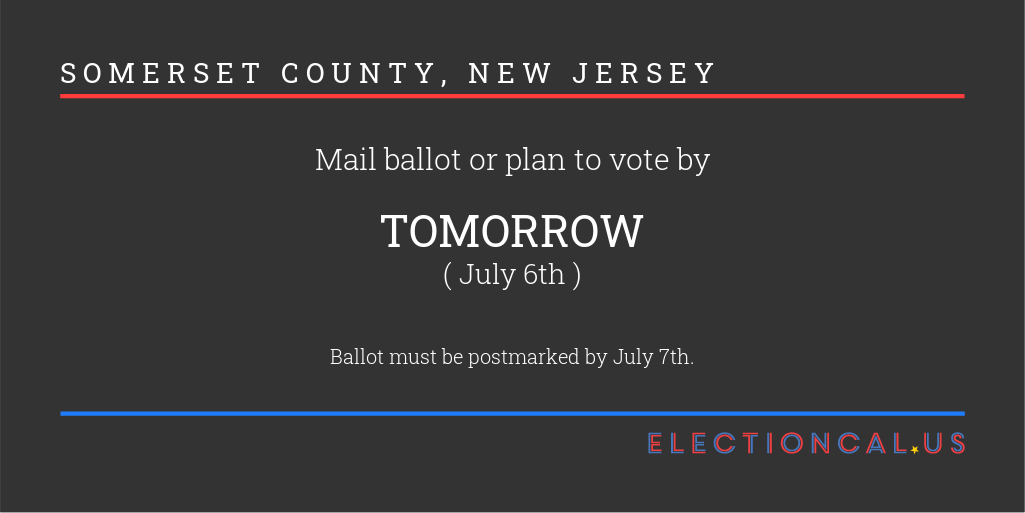 SOMERSET COUNTY, NEW JERSEY
Mail ballot or plan to vote by
TOMORROW
( July 6th )
Ballot must be postmarked by July 7th.
ELECTIONCAL.US